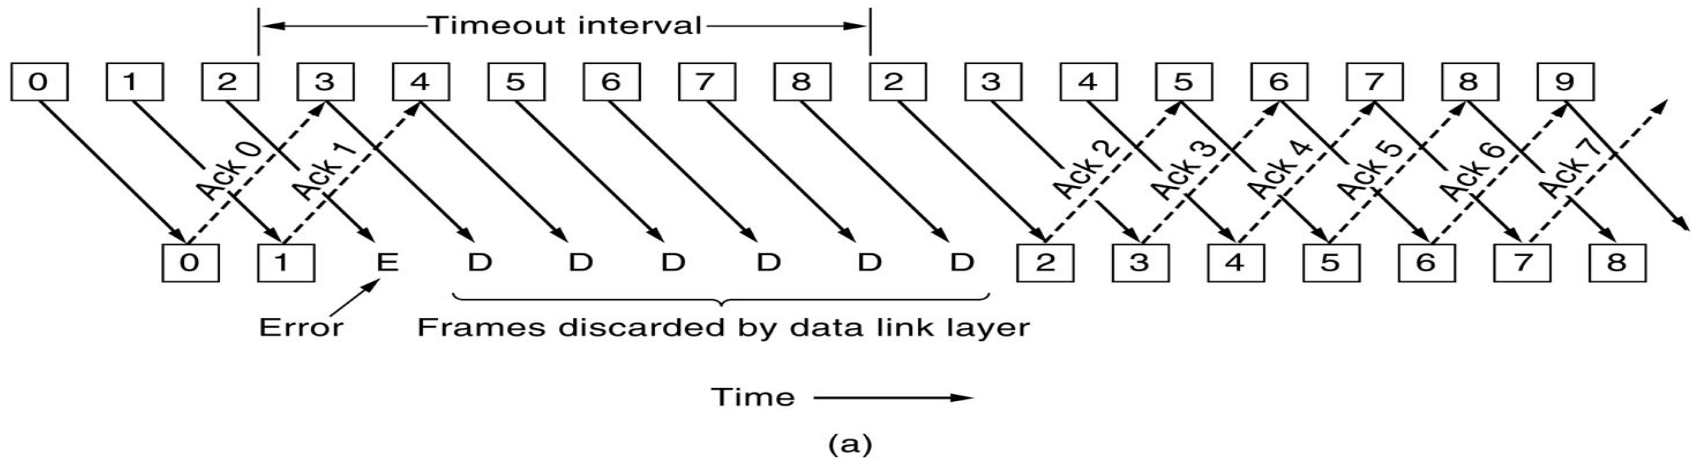 Timeout interval
0 1 2 3 4 5 6 7 8 2 3 4 5 6 7 8 9
Ack 0 Ack 1 Ack 2 Ack 3 Ack 4 Ack 5 Ack 6 Ack 7
0 1 E D D D D D D 2 3 4 5 6 7 8
Error Frames discarded by data link layer
Time
(a)